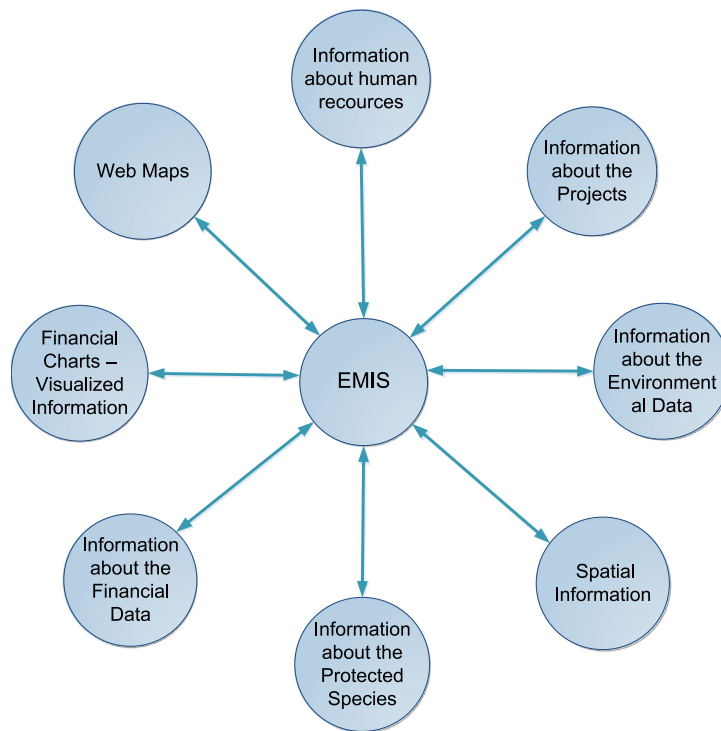 Information
about human
recources
Web Maps
Information
about the
Projects
Financial
Charts –
Visualized
Information
EMIS
Information
about the
Environment
al Data
Information
about the
Financial
Data
Spatial
Information
Information
about the
Protected
Species